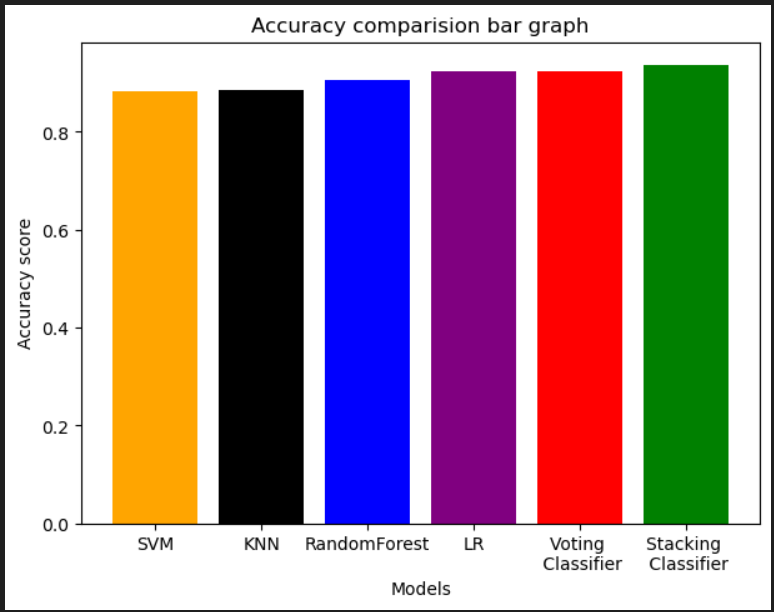 Accuracy comparision bar graph
Accuracy score
0.8
0.6
0.4
0.2
0.0
SVM KNN RandomForest LR Voting Classifier Stacking Classifier
Models